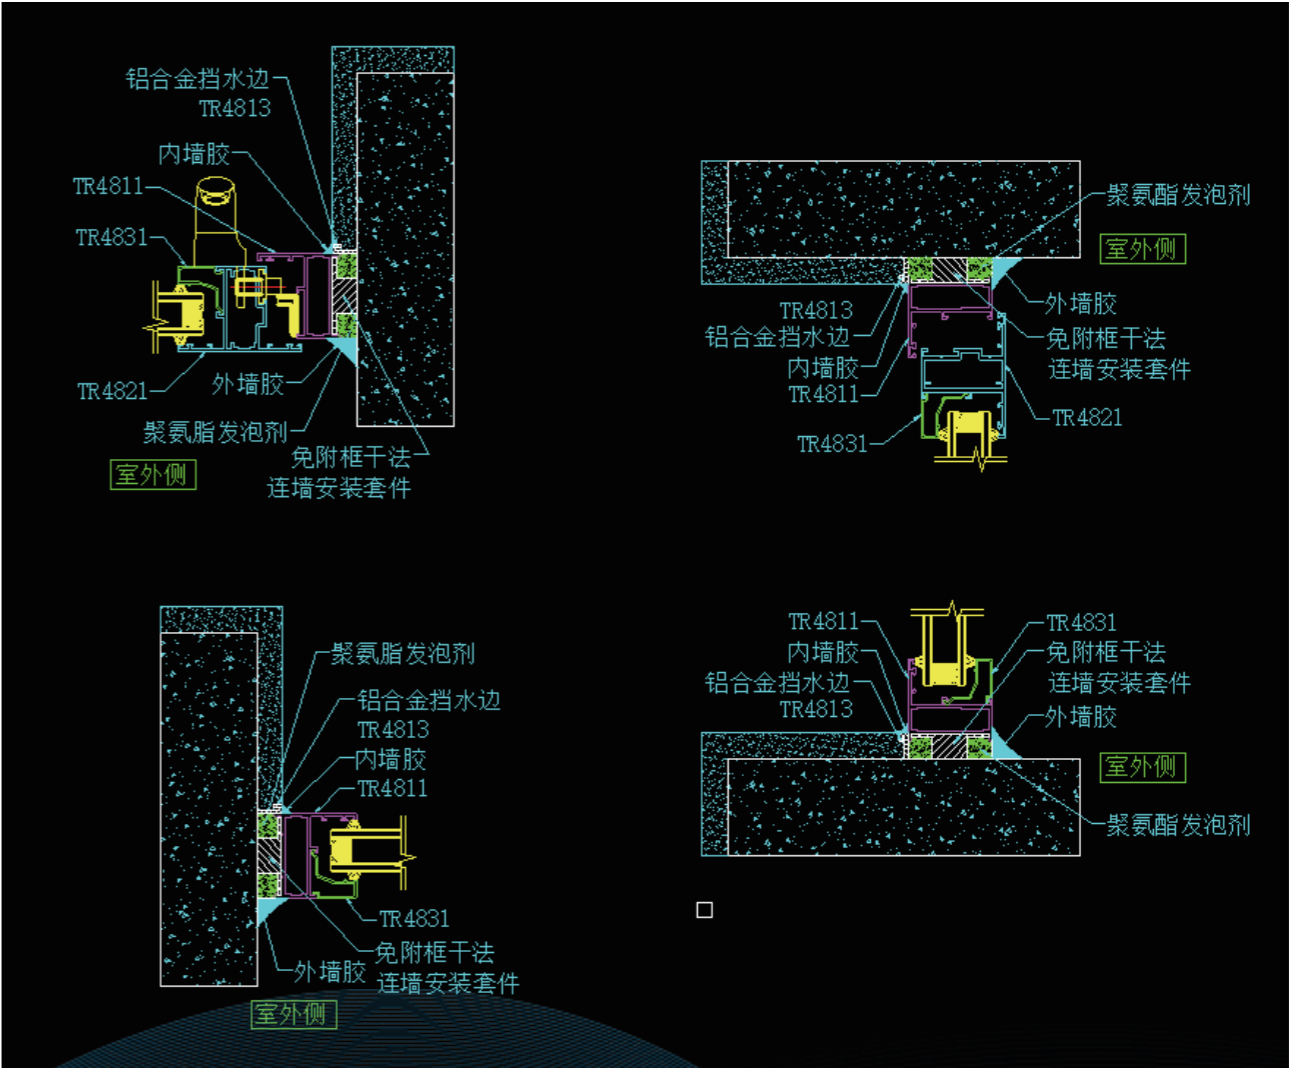 铝合金挡水边
TR4813
内墙胶
TR4811
TR4831
TR4821
外墙胶
聚氨脂发泡剂
免附框干法
连墙安装套件
室外侧
聚氨酯发泡剂
室外侧
TR4813
外墙胶
铝合金挡水边
免附框干法
内墙胶
连墙安装套件
TR4811
TR4821
TR4831
聚氨脂发泡剂
铝合金挡水边
TR4813
内墙胶
TR4811
TR4831
免附框干法
外墙胶
连墙安装套件
室外侧
TR4811
TR4831
内墙胶
免附框干法
铝合金挡水边
连墙安装套件
TR4813
外墙胶
室外侧
聚氨酯发泡剂